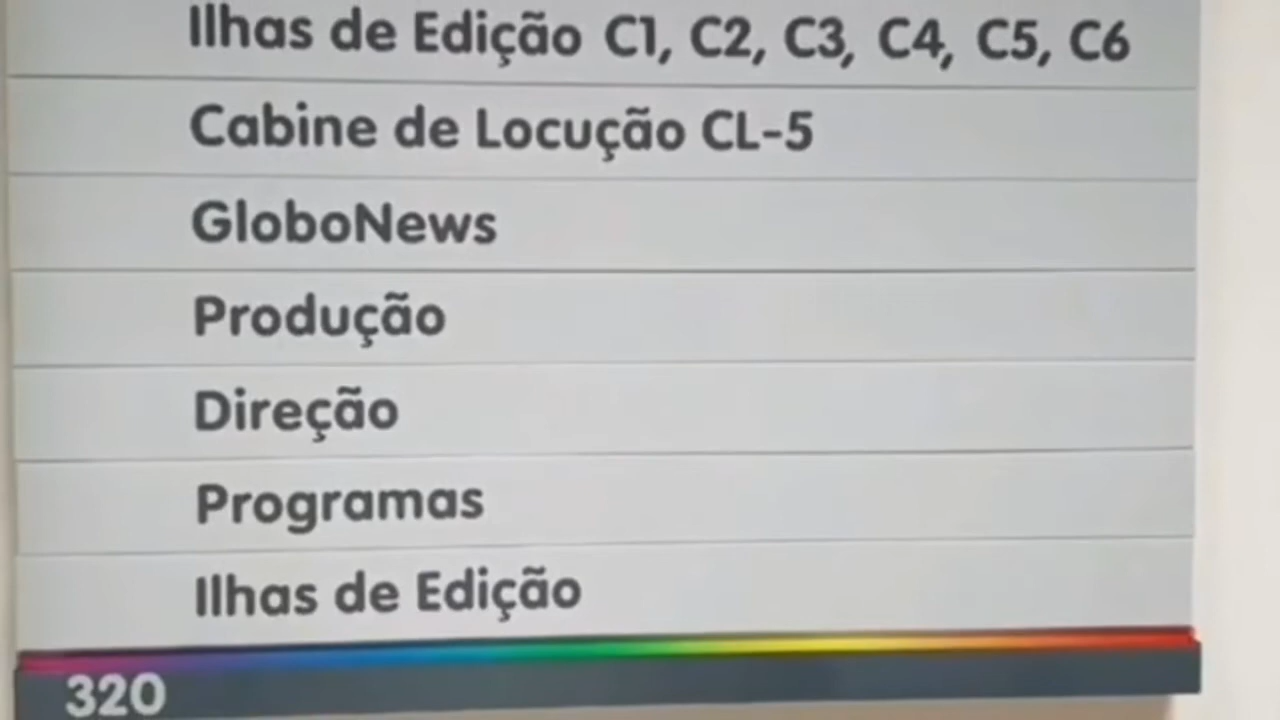 Ilhas de Edição C1, C2, C3, C4, C5, C6
Cabine de Locução CL-5
GloboNews
Produção
Direção
Programas
Ilhas de Edição
320